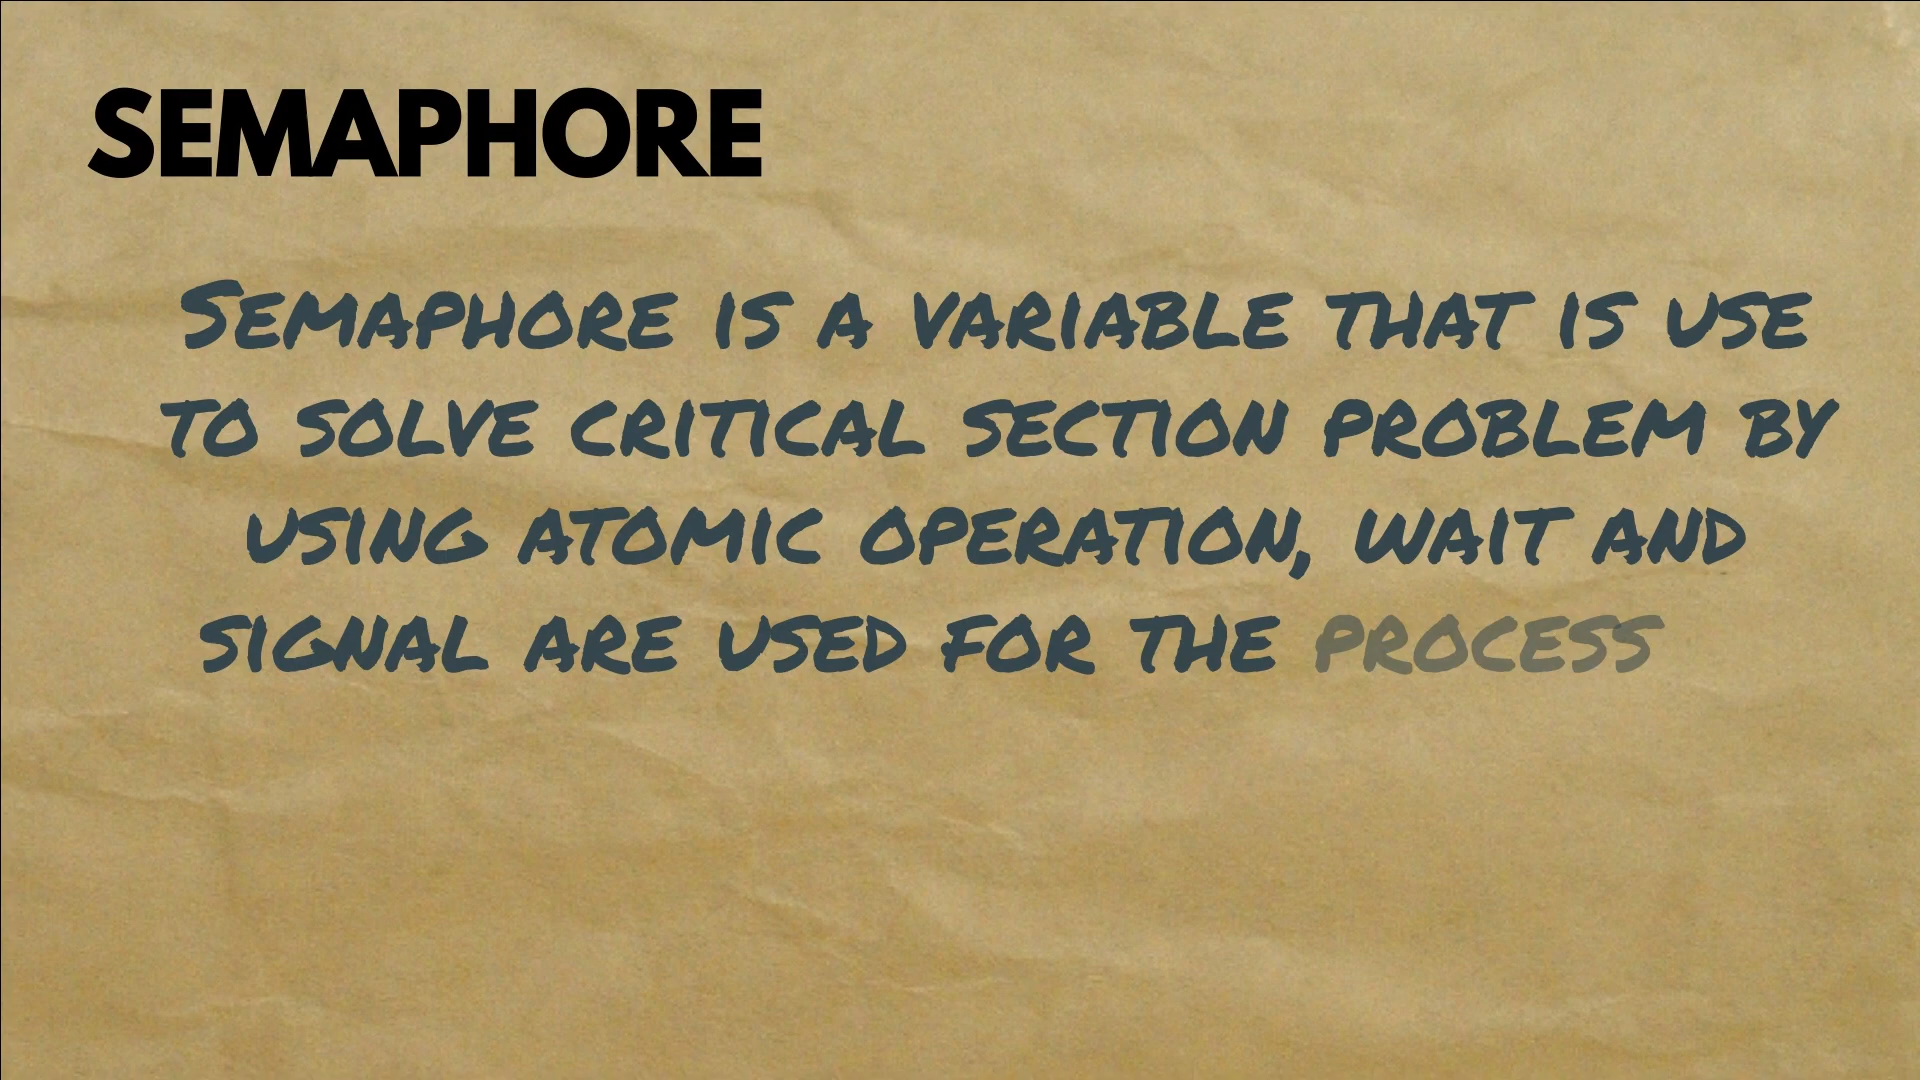 SEMAPHORE
Semaphore is a variable that is use
to solve critical section problem by
using atomic operation, wait and
signal are used for the process